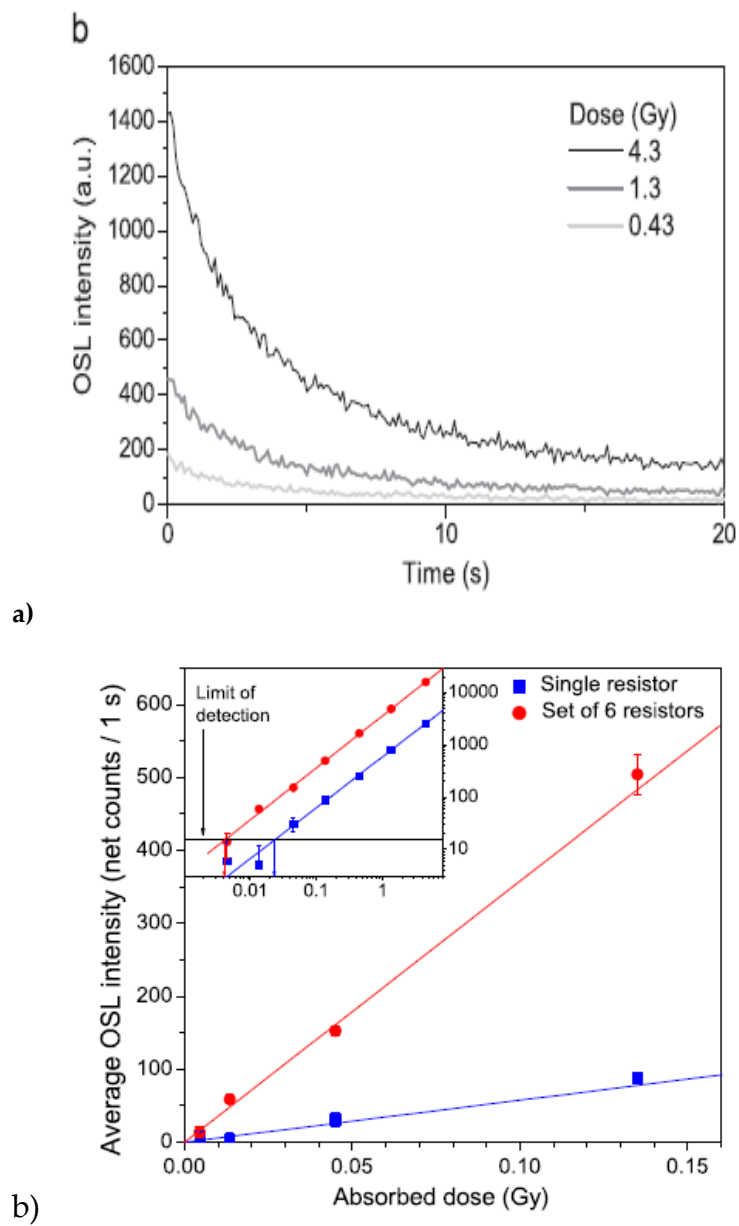 b
1600
1400
1200
1000
800
600
400
200
0
OSL intensity (a.u.)
Dose (Gy)
4.3
1.3
0.43
0 10 20
Time (s)
a)
600
500
400
300
200
100
0
Average OSL intensity (net counts / 1 s)
Limit of
detection
10000
1000
100
10
0.01 0.1 1
Single resistor
Set of 6 resistors
0.00 0.05 0.10 0.15
Absorbed dose (Gy)
b)